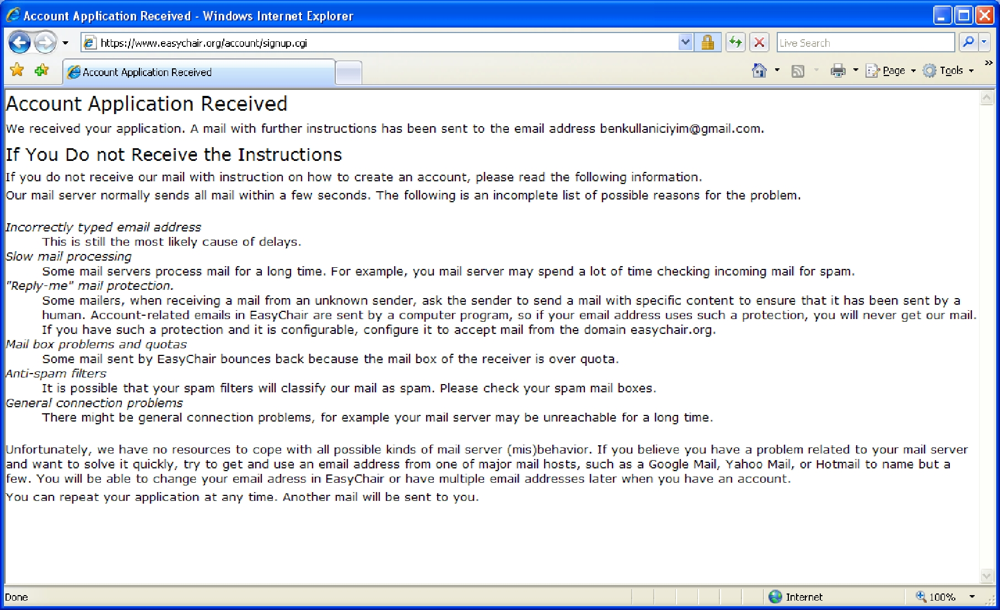 Account Application Received - Windows Internet Explorer
https://www.easychair.org/account/signup.cgi
Live Search
Account Application Received
Page
Tools
»
Account Application Received
We received your application. A mail with further instructions has been sent to the email address benkullaniciyim@gmail.com.
If You Do not Receive the Instructions
If you do not receive our mail with instruction on how to create an account, please read the following information.
Our mail server normally sends all mail within a few seconds. The following is an incomplete list of possible reasons for the problem.
Incorrectly typed email address
This is still the most likely cause of delays.
Slow mail processing
Some mail servers process mail for a long time. For example, you mail server may spend a lot of time checking incoming mail for spam.
"Reply-me" mail protection.
Some mailers, when receiving a mail from an unknown sender, ask the sender to send a mail with specific content to ensure that it has been sent by a
human. Account-related emails in EasyChair are sent by a computer program, so if your email address uses such a protection, you will never get our mail.
If you have such a protection and it is configurable, configure it to accept mail from the domain easychair.org.
Mail box problems and quotas
Some mail sent by EasyChair bounces back because the mail box of the receiver is over quota.
Anti-spam filters
It is possible that your spam filters will classify our mail as spam. Please check your spam mail boxes.
General connection problems
There might be general connection problems, for example your mail server may be unreachable for a long time.
Unfortunately, we have no resources to cope with all possible kinds of mail server (mis)behavior. If you believe you have a problem related to your mail server
and want to solve it quickly, try to get and use an email address from one of major mail hosts, such as a Google Mail, Yahoo Mail, or Hotmail to name but a
few. You will be able to change your email adress in EasyChair or have multiple email addresses later when you have an account.
You can repeat your application at any time. Another mail will be sent to you.
Done
Internet
100%